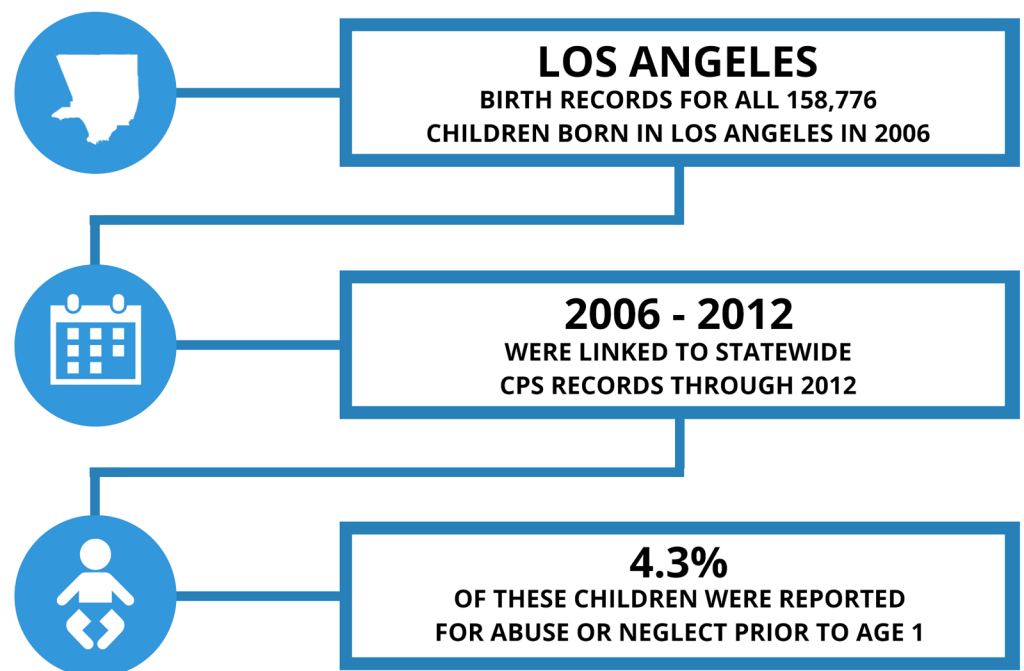 LOS ANGELES
BIRTH RECORDS FOR ALL 158,776
CHILDREN BORN IN LOS ANGELES IN 2006
2006 - 2012
WERE LINKED TO STATEWIDE
CPS RECORDS THROUGH 2012
4.3%
OF THESE CHILDREN WERE REPORTED
FOR ABUSE OR NEGLECT PRIOR TO AGE 1